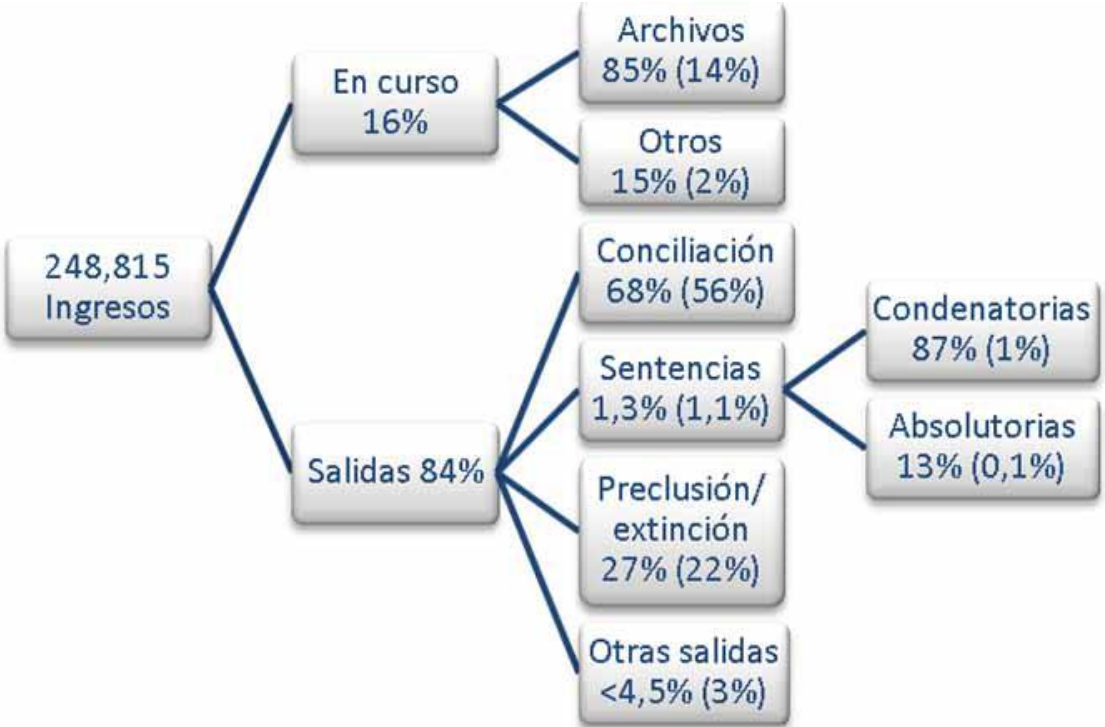 248,815
Ingresos
En curso
16%
Archivos
85% (14%)
Otros
15% (2%)
Salidas 84%
Conciliación
68% (56%)
Sentencias
1,3% (1,1%)
Condenatorias
87% (1%)
Absolutorias
13% (0,1%)
Preclusión/
extinción
27% (22%)
Otras salidas
<4,5% (3%)